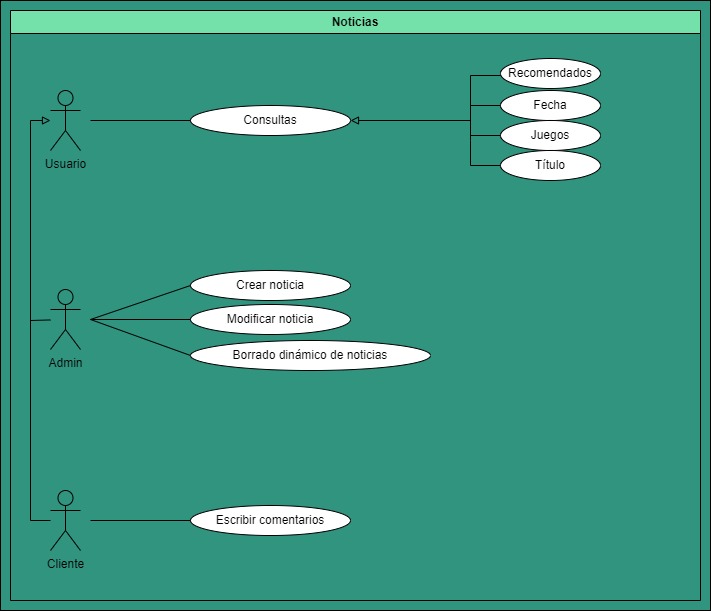 Noticias
Recomendados
Fecha
Consultas
Juegos
Título
Usuario
Crear noticia
Modificar noticia
Borrado dinámico de noticias
Admin
Escribir comentarios
Cliente